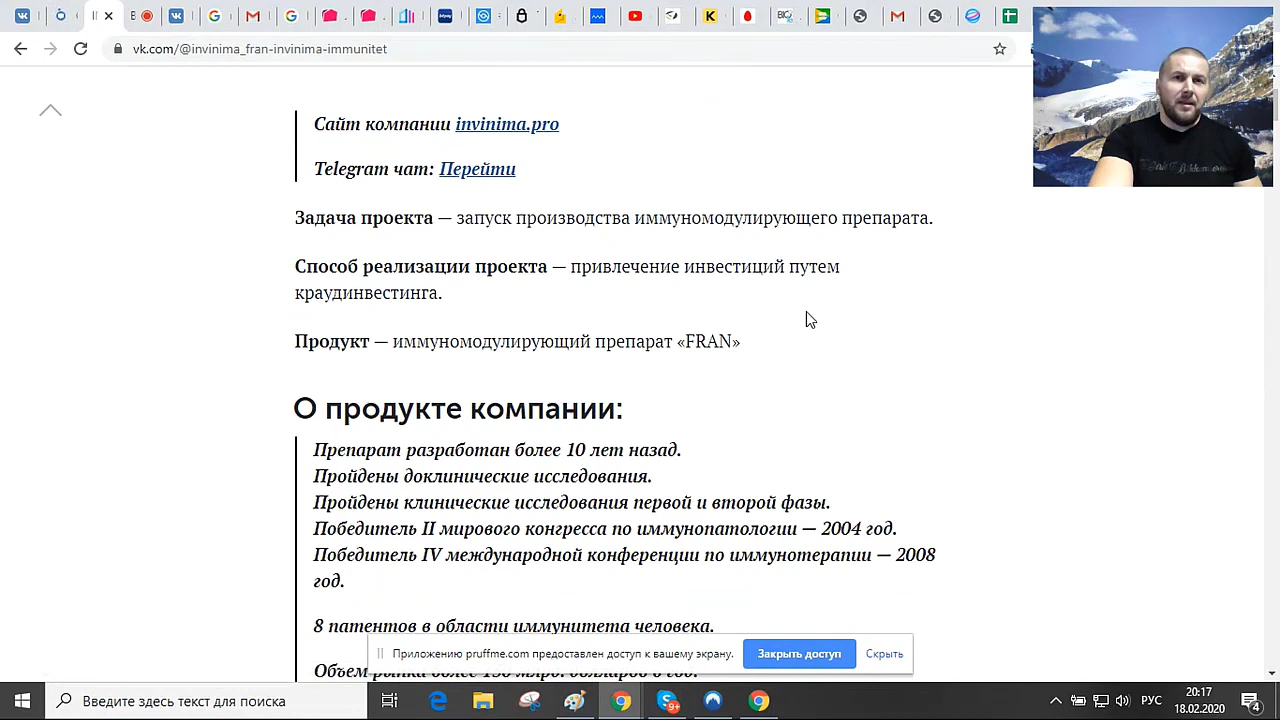 vk.com/@invinima_fran-invinima-immunitet
Сайт компании invinima.pro
Telegram чат: Перейти
Задача проекта — запуск производства иммуномодулирующего препарата.
Способ реализации проекта — привлечение инвестиций путем
краудинвестинга.
Продукт — иммуномодулирующий препарат «FRAN»
О продукте компании:
Препарат разработан более 10 лет назад.
Пройдены доклинические исследования.
Пройдены клинические исследования первой и второй фазы.
Победитель II мирового конгресса по иммунопатологии — 2004 год.
Победитель IV международной конференции по иммунотерапии — 2008
год.
8 патентов в области иммунитета человека.
Приложению pruffme.com предоставлен доступ к вашему экрану. Закрыть доступ Скрыть
Введите здесь текст для поиска
9+
РУС
20:17
18.02.2020
4